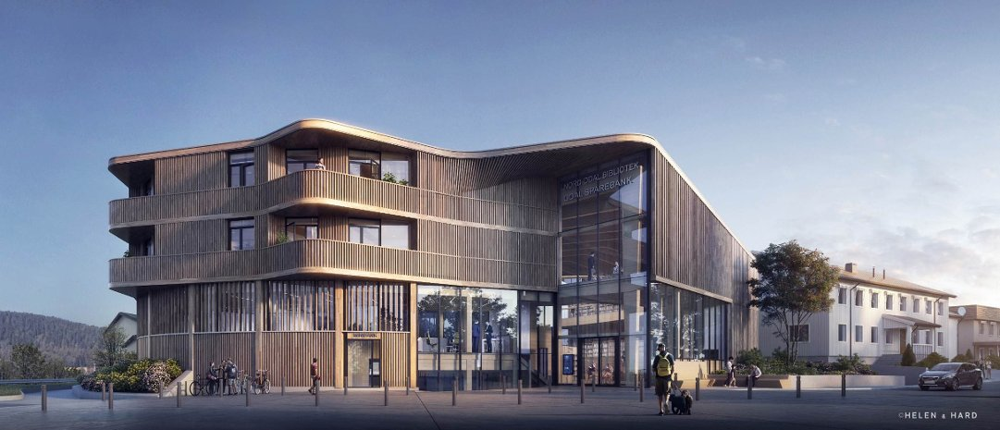 NORD ODAL BIBLIOTEK
ODAL SPAREBANK
©HELEN & HARD